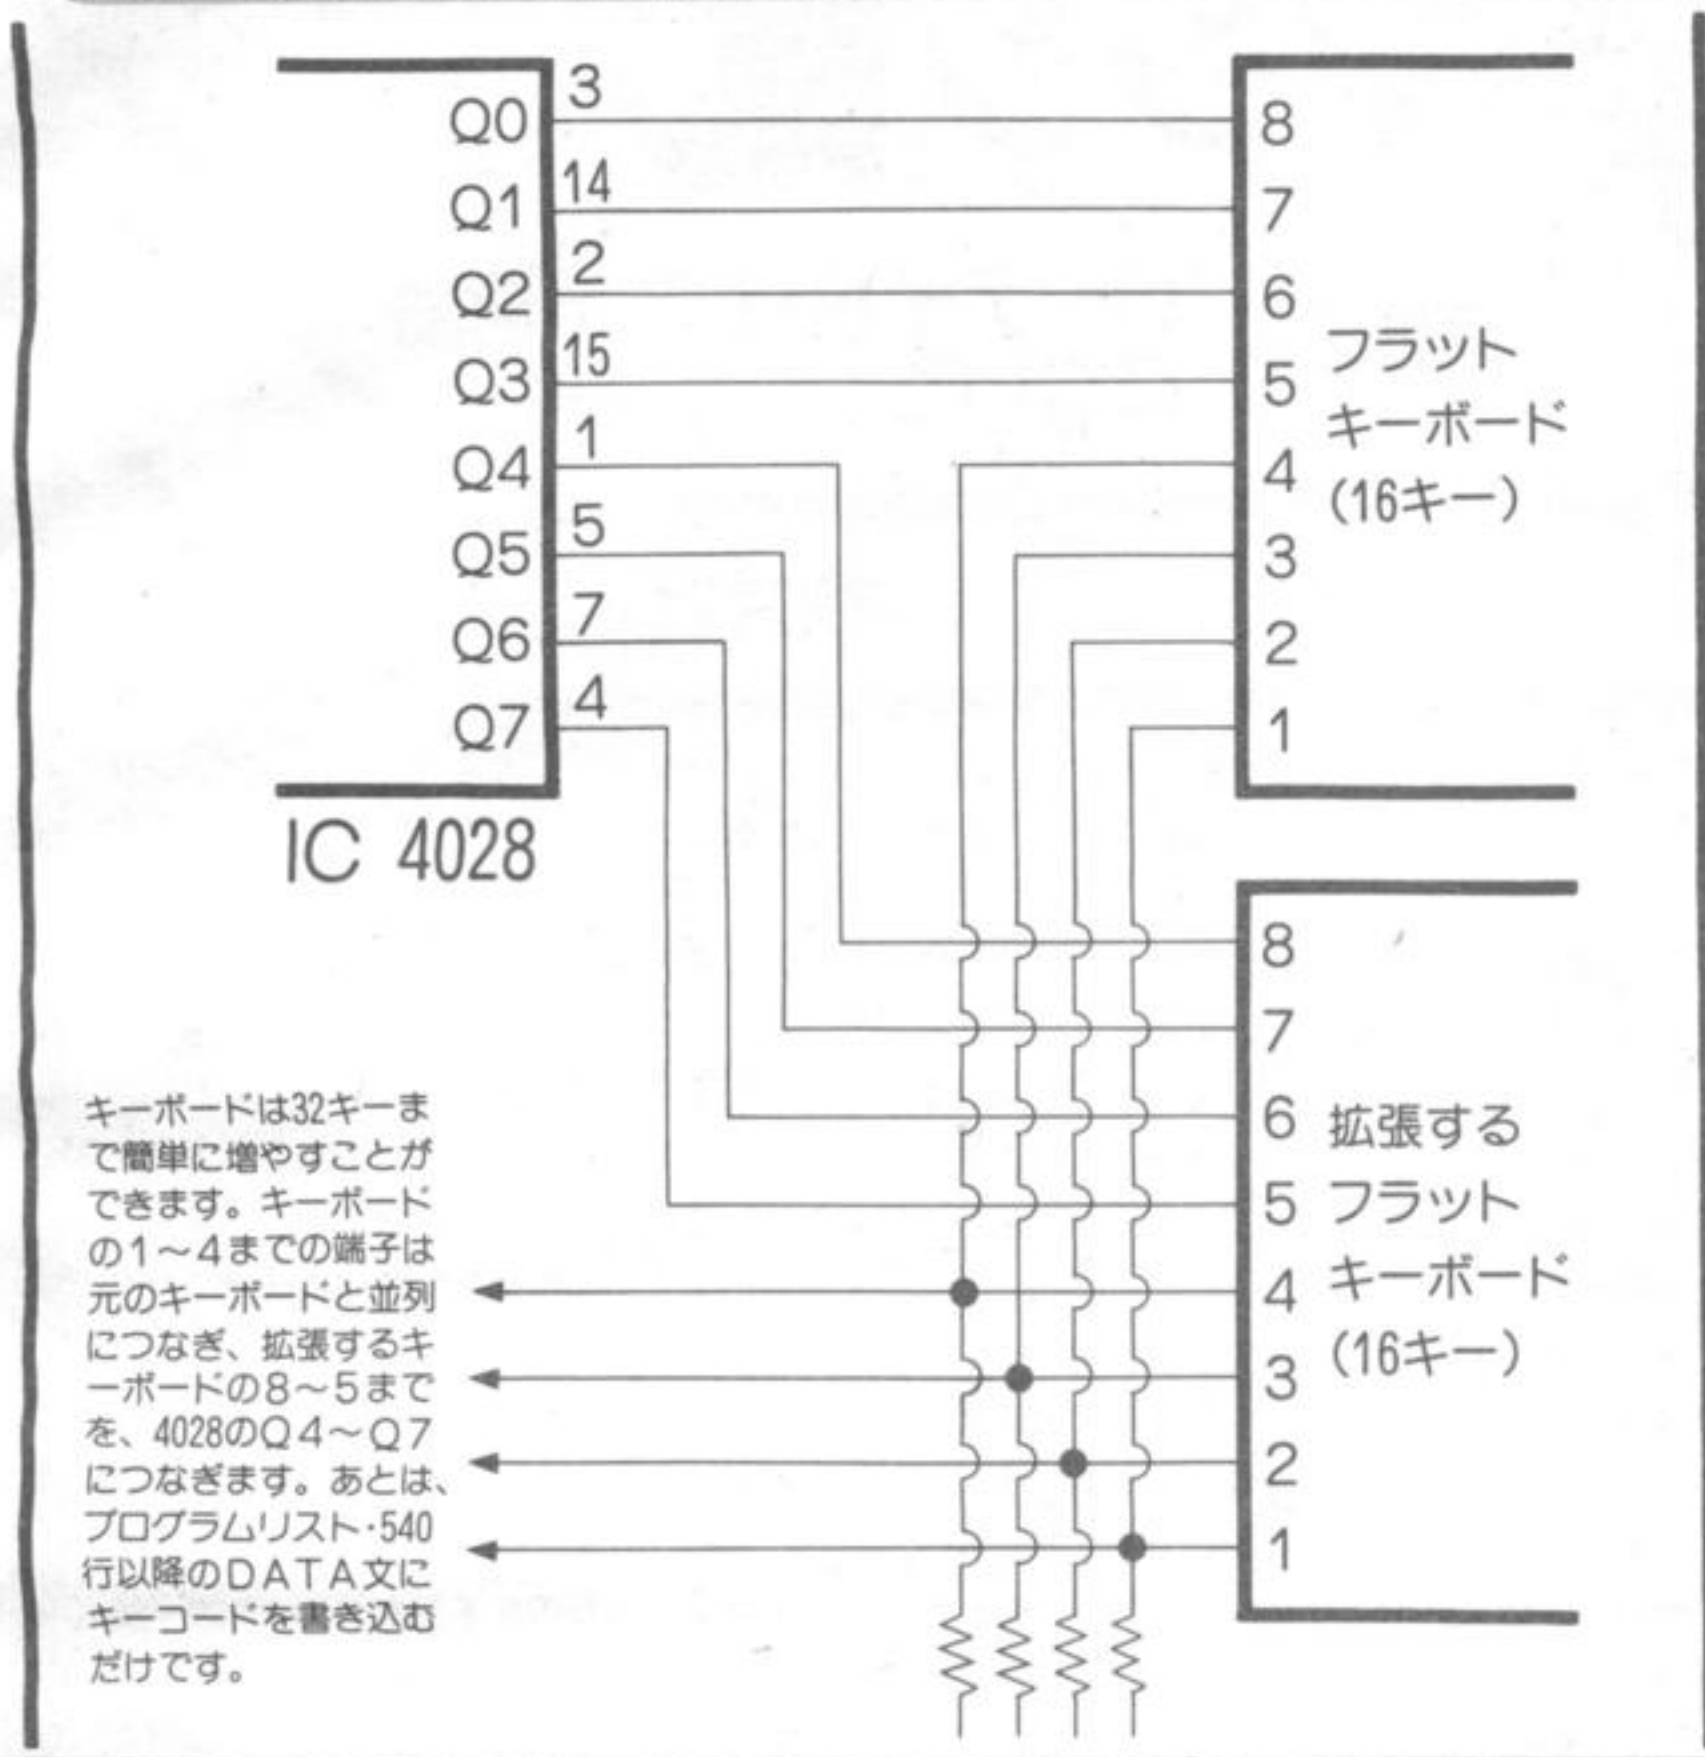 Q0 3
Q1 14
Q2 2
Q3 15
Q4 1
Q5 5
Q6 7
Q7 4
IC 4028
8
7
6
5
4
3
2
1
フラット
キーボード
(16キー)
8
7
6
5
4
3
2
1
拡張する
フラット
キーボード
(16キー)
キーボードは32キーま
で簡単に増やすことが
できます。キーボード
の1～4までの端子は
元のキーボードと並列
につなぎ、拡張するキ
ーボードの8～5まで
を、4028のQ4～Q7
につなぎます。あとは、
プログラムリスト・540
行以降のDATA文に
キーコードを書き込む
だけです。